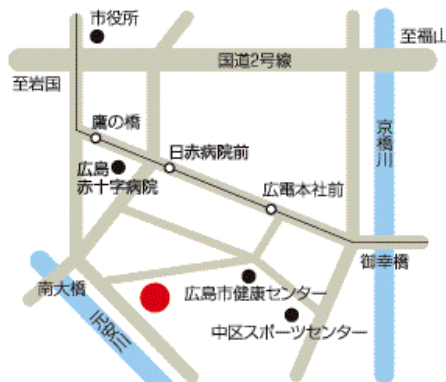 市役所
至福山
国道2号線
至岩国
鷹の橋
京橋川
日赤病院前
広島
赤十字病院
広電本社前
御幸橋
南大橋
広島市健康センター
元安川
中区スポーツセンター